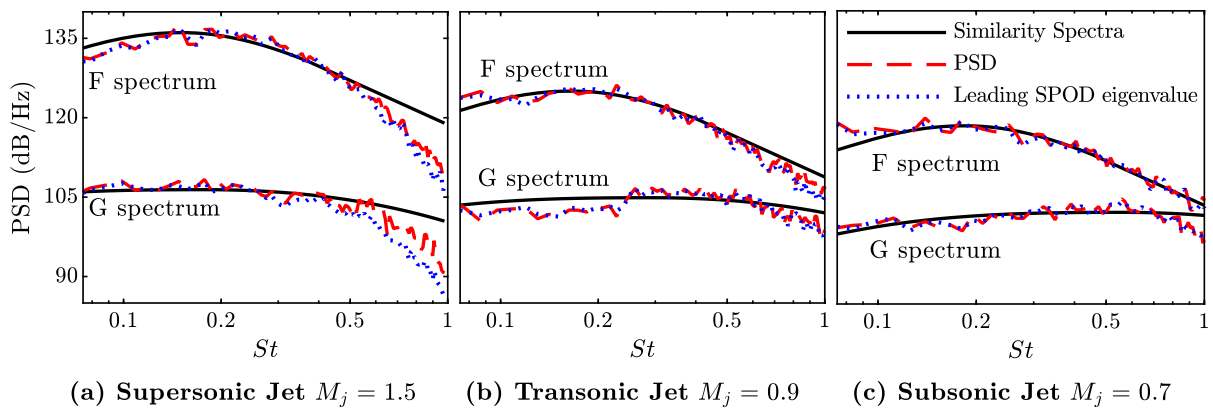 135
120
105
90
PSD (dB/Hz)
F spectrum
G spectrum
0.1 0.2 0.5 1
St
(a) Supersonic Jet M_j = 1.5
F spectrum
G spectrum
0.1 0.2 0.5 1
St
(b) Transonic Jet M_j = 0.9
Similarity Spectra
PSD
Leading SPOD eigenvalue
F spectrum
G spectrum
0.1 0.2 0.5 1
St
(c) Subsonic Jet M_j = 0.7